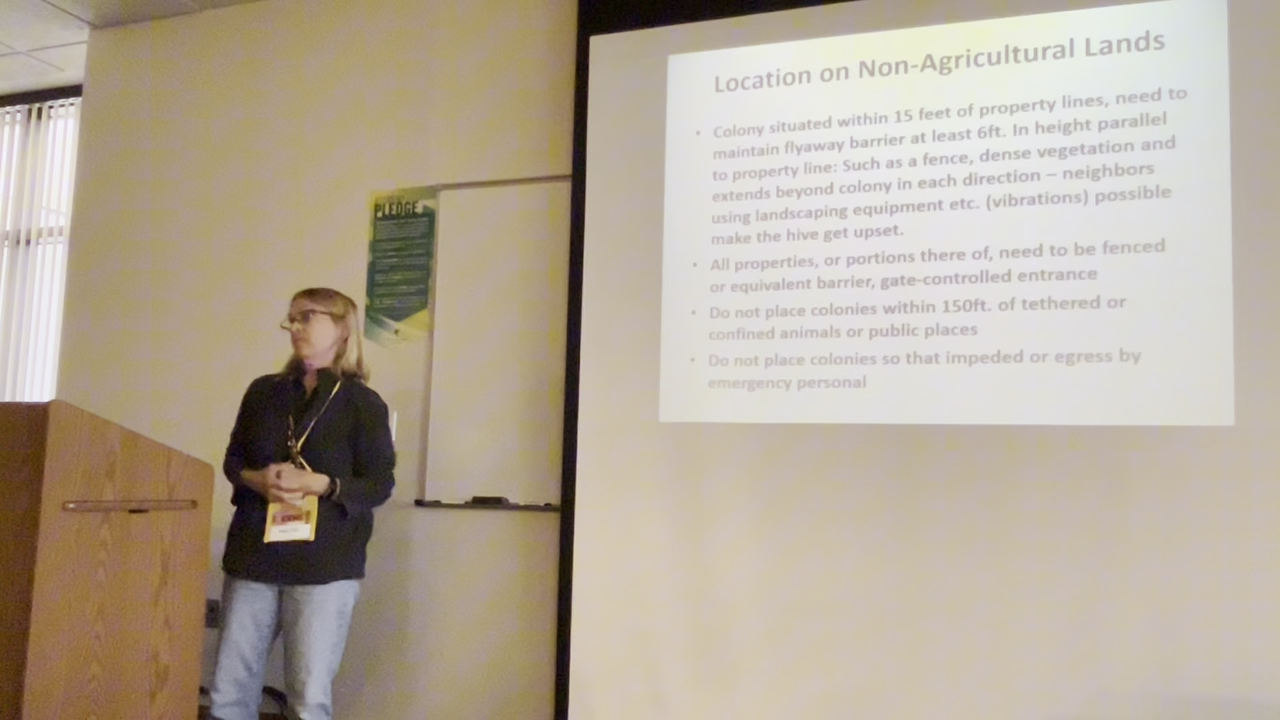 Location on Non-Agricultural Lands
• Colony situated within 15 feet of property lines, need to
maintain flyaway barrier at least 6ft. In height parallel
to property line: Such as a fence, dense vegetation and
extends beyond colony in each direction – neighbors
using landscaping equipment etc. (vibrations) possible
make the hive get upset.
• All properties, or portions there of, need to be fenced
or equivalent barrier, gate-controlled entrance
• Do not place colonies within 150ft. of tethered or
confined animals or public places
• Do not place colonies so that impeded or egress by
emergency personal
PLEDGE